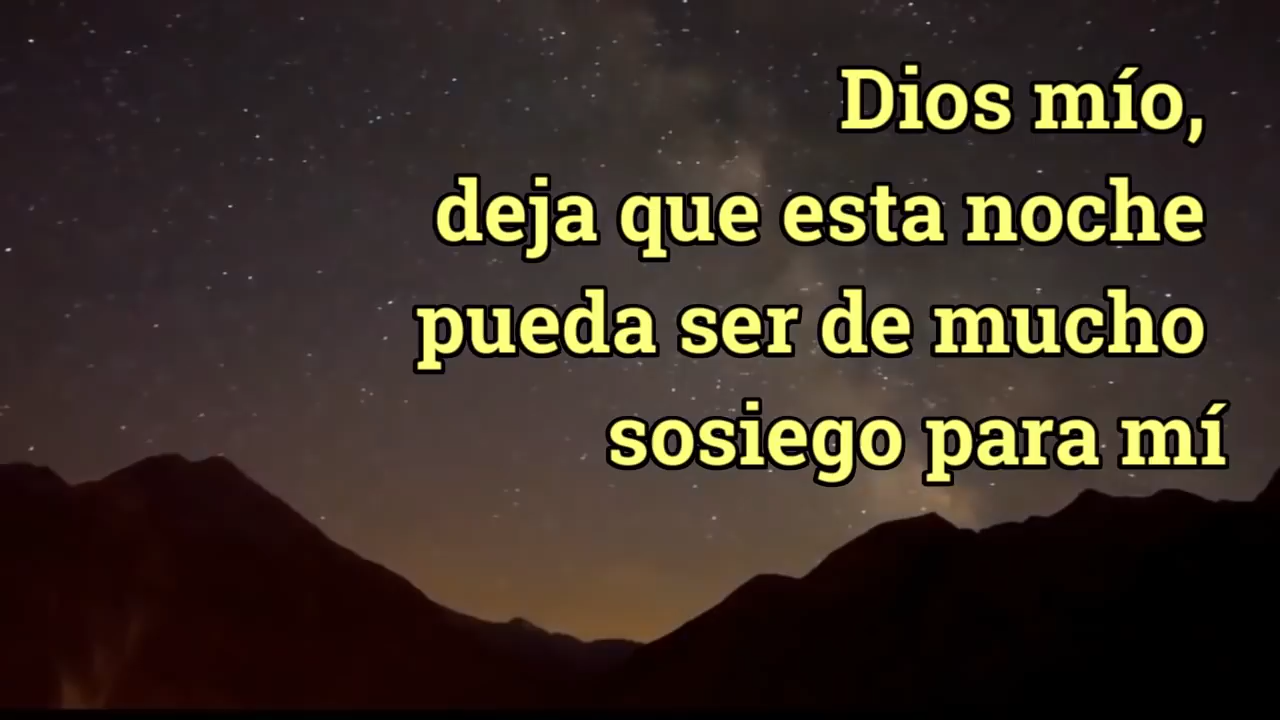 Dios mío,
deja que esta noche
pueda ser de mucho
sosiego para mí